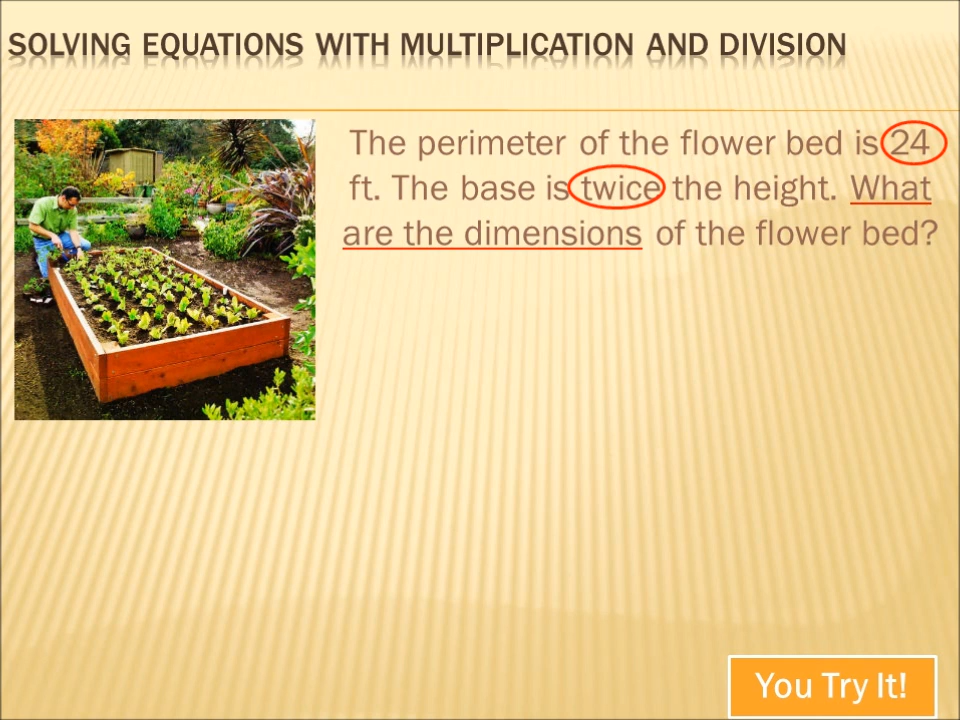 SOLVING EQUATIONS WITH MULTIPLICATION AND DIVISION
The perimeter of the flower bed is 24
ft. The base is twice the height. What
are the dimensions of the flower bed?
You Try It!